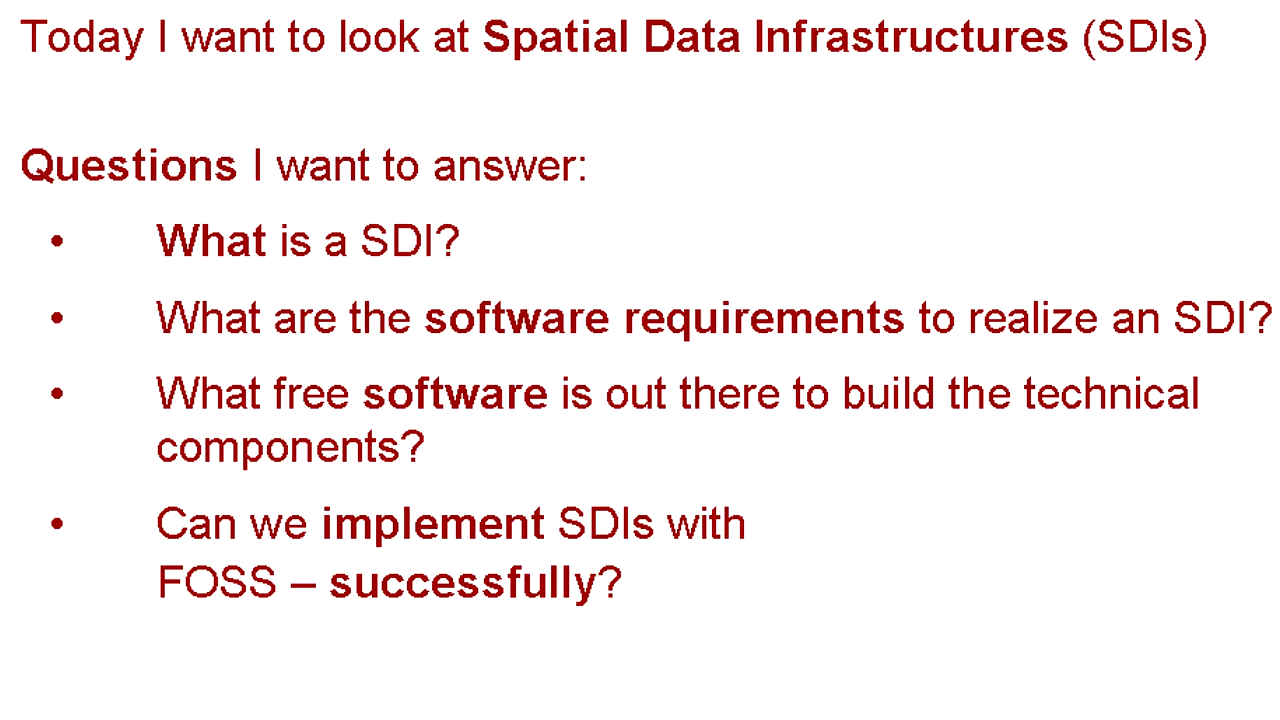 Today I want to look at Spatial Data Infrastructures (SDIs)
Questions I want to answer:
• What is a SDI?
• What are the software requirements to realize an SDI?
• What free software is out there to build the technical
components?
• Can we implement SDIs with
FOSS – successfully?